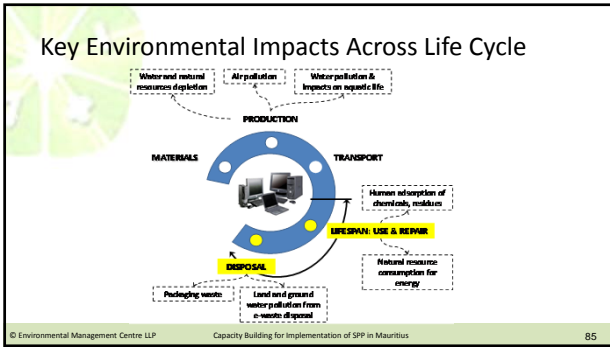 Key Environmental Impacts Across Life Cycle
Water and natural
resources depletion
Air pollution
Water pollution &
impacts on aquatic life
PRODUCTION
MATERIALS
TRANSPORT
Human adsorption of
chemicals, residues
LIFESPAN: USE & REPAIR
Natural resource
consumption for
energy
DISPOSAL
Packaging waste
Land and ground
water pollution from
e-waste disposal
© Environmental Management Centre LLP
Capacity Building for Implementation of SPP in Mauritius
85